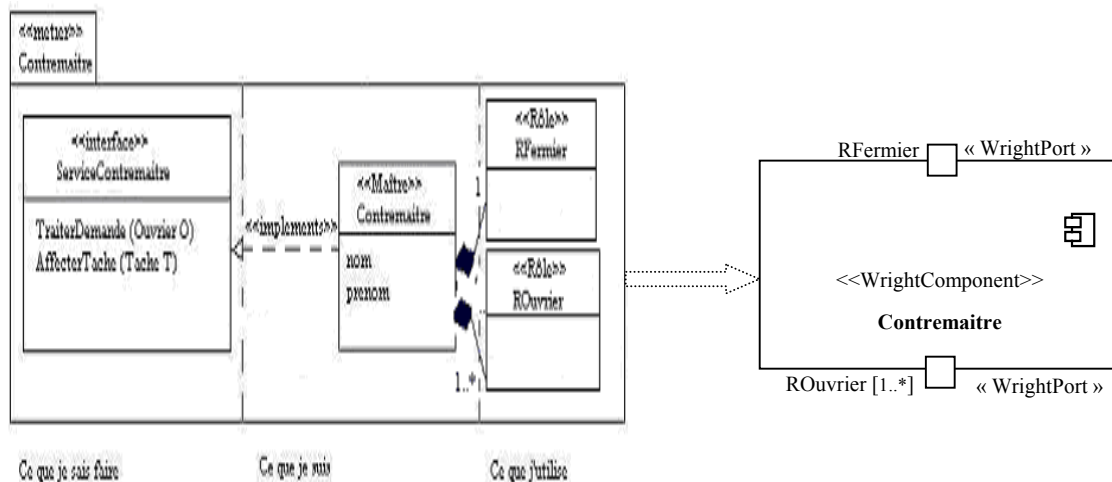 <<metier>>
Contremaitre
<<interface>>
ServiceContremaitre
TraiterDemande (Ouvrier O)
AffecterTache (Tache T)
<<implements>>
<<Maître>>
Contremaitre
nom
prenom
1
1..*
<<Rôle>>
RFermier
<<Rôle>>
ROuvrier
Ce que je sais faire
Ce que je suis
Ce que j'utilise
RFermier
« WrightPort »
<<WrightComponent>>
Contremaitre
ROuvrier [1..*]
« WrightPort »